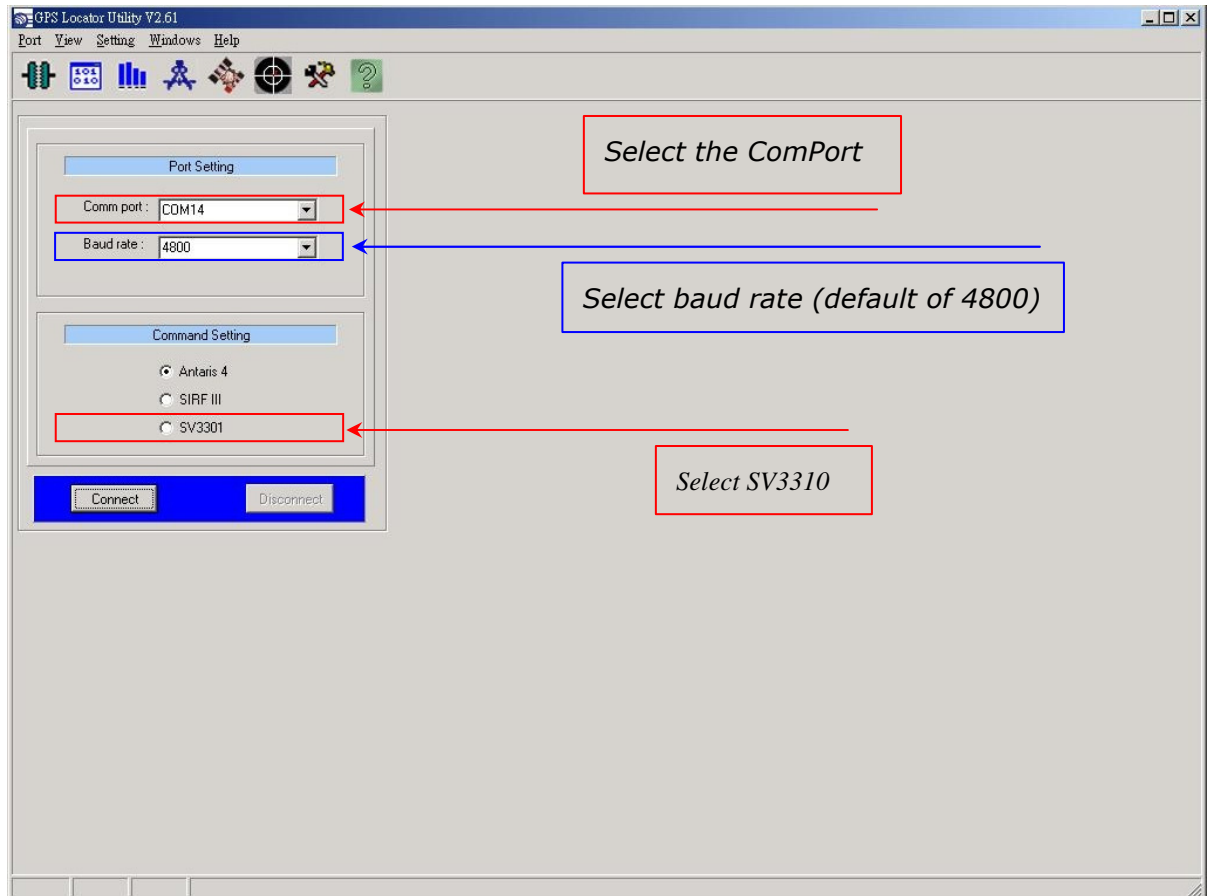 GPS Locator Utility V2.61
Port View Setting Windows Help
101
010
Select the ComPort
Port Setting
Comm port : COM14
Baud rate : 4800
Select baud rate (default of 4800)
Command Setting
Antaris 4
SIRF III
SV3301
Select SV3310
Connect Disconnect